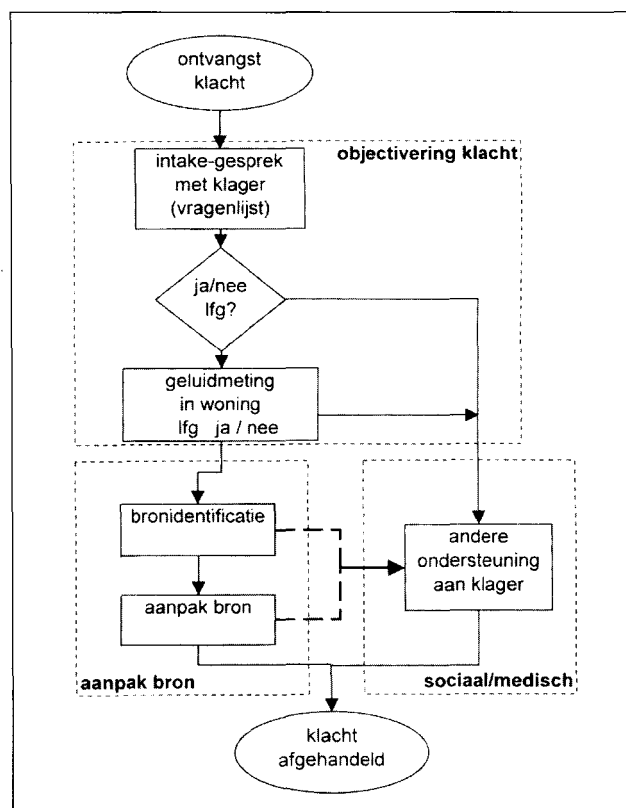 ontvangst
klacht
objectivering klacht
intake-gesprek
met klager
(vragenlijst)
ja/nee
lfg?
geluidmeting
in woning
lfg ja / nee
bronidentificatie
andere
ondersteuning
aan klager
aanpak bron
aanpak bron
sociaal/medisch
klacht
afgehandeld